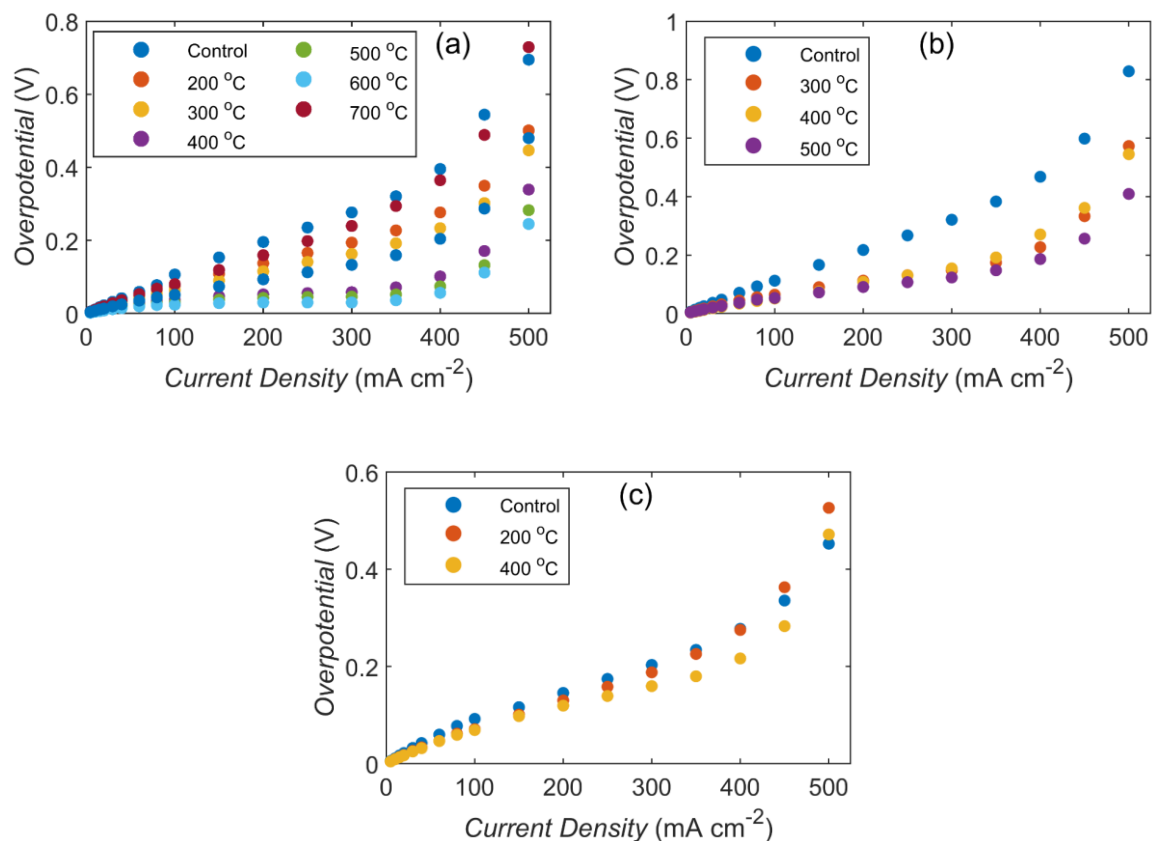 (a)
Overpotential (V)
0.8
0.6
0.4
0.2
0
Control
200 °C
300 °C
400 °C
500 °C
600 °C
700 °C
0 100 200 300 400 500
Current Density (mA cm⁻²)
(b)
Overpotential (V)
1
0.8
0.6
0.4
0.2
0
Control
300 °C
400 °C
500 °C
0 100 200 300 400 500
Current Density (mA cm⁻²)
(c)
Overpotential (V)
0.6
0.4
0.2
0
Control
200 °C
400 °C
0 100 200 300 400 500
Current Density (mA cm⁻²)